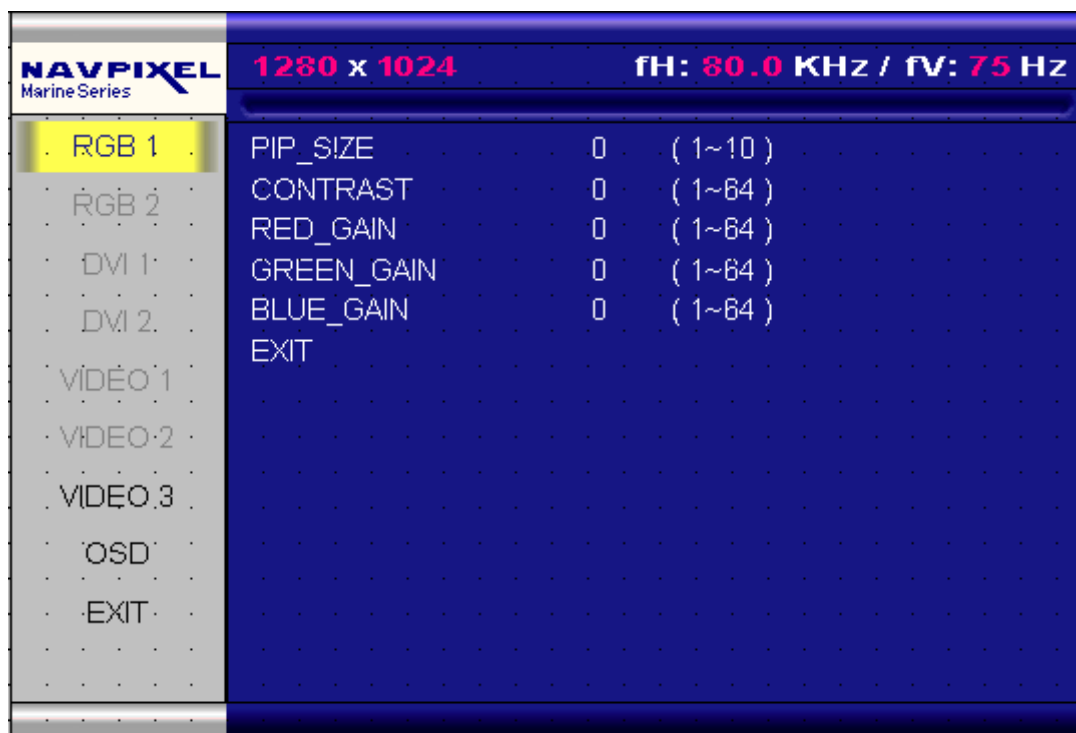 NAVPIXEL
Marine Series
1280 x 1024 fH: 80.0 KHz / fV: 75 Hz
RGB 1
RGB 2
DVI 1
DVI 2
VIDEO 1
VIDEO 2
VIDEO 3
OSD
EXIT
PIP_SIZE 0 ( 1~10 )
CONTRAST 0 ( 1~64 )
RED_GAIN 0 ( 1~64 )
GREEN_GAIN 0 ( 1~64 )
BLUE_GAIN 0 ( 1~64 )
EXIT